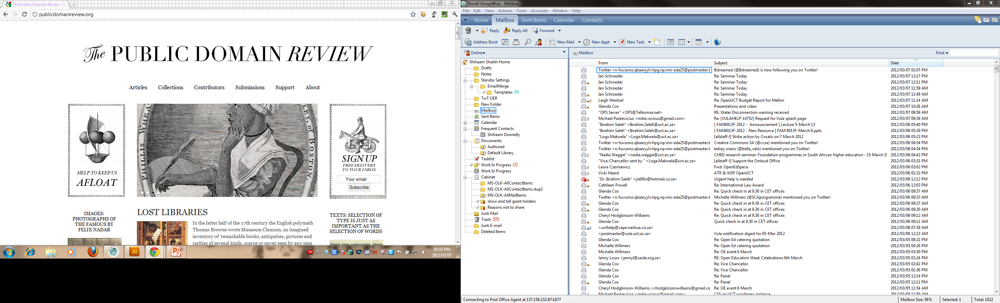 The Public Domain Review
publicdomainreview.org
The PUBLIC DOMAIN REVIEW
Articles Collections Contributors Submissions Support About
HELP TO KEEP US
AFLOAT
PHILLIS WHEA
LEY, of BOSTON.
SIGN UP
FREE DELIVERY
TO YOUR INBOX
Your email
Subscribe
IMAGES:
PHOTOGRAPHS OF
THE FAMOUS BY
FELIX NADAR
LOST LIBRARIES
In the latter half of the 17th century the English polymath
Thomas Browne wrote Musaeum Clausum, an imagined
inventory of ‘remarkable books, antiquities, pictures and
rarities of several kinds, scarce or never seen by any man
TEXTS: SELECTION OF
TYPE IS JUST AS
IMPORTANT AS THE
SELECTION OF WORDS
Ai
01:55 PM
2012/03/07
Novell GroupWise - Mailbox
File Edit View Actions Tools Accounts Window Help
Home Mailbox Sent Items Calendar Contacts
Reply Reply All Forward
Address Book New Mail New Appt New Task
Online
Mailbox
Find:
Shihaam Shaikh Home
Drafts
Notes
Standss Settings
EmailMerge
Templates [9]
TwT OER
New Folder
Mailbox
Sent Items
Calendar
Frequent Contacts
Shihaam Donnelly
Documents
Authored
Default Library
Tasklist
Work In Progress [2]
Work In Progress
Cabinet
MS-OLK-AllContactItems
MS-OLK-AllContactItems.dup2
MS-OLK-AllMailItems
show and tell grant holders
Reasons not to share
Junk Mail
Trash [55]
Junk E-mail
Deleted Items
From Subject Date
Twitter <n-fuvunnz.qbaaryyl=hpg.np.mn-eda25@postmaster.t Bstreamed (@Bstreamed) is now following you on Twitter! 2012/03/07 01:07 PM
Ian Schroeder Re: Seminar Today 2012/03/07 12:17 PM
Ian Schroeder Re: Seminar Today 2012/03/07 12:11 PM
Ian Schroeder Re: Seminar Today 2012/03/07 11:59 AM
Ian Schroeder Re: Seminar Today 2012/03/07 11:49 AM
Leigh Wentzel Re: OpenUCT Budget Report for Mellon 2012/03/07 11:14 AM
Glenda Cox Presentations and video 2012/03/07 10:26 AM
"OPS Server" <OPS@Telkomsa.net> RE: Water Disconnection warning received 2012/03/07 09:59 AM
Michael Paskevicius <mike.vicious@gmail.com> Re: [VULAHELP-14752] Request for Vula splash page 2012/03/07 09:39 AM
"Ibrahim Saleh" <Ibrahim.Saleh@uct.ac.za> [ FAM4013F-2012 - Announcement ] Lecture 5-March 13 2012/03/06 05:40 PM
"Ibrahim Saleh" <Ibrahim.Saleh@uct.ac.za> [ FAM4013F-2012 - New Resource ] FAM 4013F-March 6.pptx 2012/03/06 05:39 PM
"Loga Makwela" <Loga.Makwela@uct.ac.za> [allstaff-l] Strike action by Cosatu on 7 March 2012 2012/03/06 05:23 PM
Twitter <n-fuvunnz.qbaaryyl=hpg.np.mn-eda25@postmaster.t Creative Commons SA (@ccsa) mentioned you on Twitter! 2012/03/06 04:54 PM
Twitter <n-fuvunnz.qbaaryyl=hpg.np.mn-eda25@postmaster.t kelsey wiens (@bella_velo) mentioned you on Twitter! 2012/03/06 04:54 PM
"Nadia Waggie" <nadia.waggie@uct.ac.za> CHED research seminar: Foundation programmes in South African higher education - 15 March 20 2012/03/06 04:42 PM
"Vice-Chancellor sent by " <Loga.Makwela@uct.ac.za> [allstaff-l] Support the Ombud Office 2012/03/06 03:31 PM
Laura Czerniewicz Fwd: OpenEdSpace 2012/03/06 03:02 PM
Vicki Heard ATR & WSP OpenUCT 2012/03/06 01:32 PM
"Dr. Ibrahim Saleh" <jre09is@hotmail.co.za> Urgent help is needed 2012/03/06 12:12 PM
Cathleen Powell Re: International Law Award 2012/03/06 12:03 PM
Glenda Cox Re: Quick check in at 9.30 in CET offices 2012/03/06 09:57 AM
Twitter <n-fuvunnz.qbaaryyl=hpg.np.mn-eda25@postmaster.t Michelle Willmers (@SCAprogramme) mentioned you on Twitter! 2012/03/06 09:33 AM
Glenda Cox Re: Quick check in at 9.30 in CET offices 2012/03/06 09:27 AM
Glenda Cox Re: Quick check in at 9.30 in CET offices 2012/03/06 09:20 AM
Cheryl Hodgkinson-Williams Re: Quick check in at 9.30 in CET offices 2012/03/06 09:12 AM
Glenda Cox Quick check in at 9.30 in CET offices 2012/03/06 09:11 AM
<ucthelp@cape.nashua.co.za> 2012/03/06 07:39 AM
<postmaster@vula.uct.ac.za> Vula notification digest for 05-Mar-2012 2012/03/06 12:22 AM
Glenda Cox Re: Open Ed catering quotation 2012/03/05 08:21 PM
Michelle Willmers Re: Open Ed catering quotation 2012/03/05 04:26 PM
Michelle Willmers Re: OE event 6 March 2012/03/05 03:50 PM
Jenny Louw <jennyl@saide.org.za> RE: Open Education Week Celebrations 6th March 2012/03/05 03:24 PM
Glenda Cox Re: Vice Chancellor 2012/03/05 02:41 PM
Glenda Cox Re: Vice Chancellor 2012/03/05 01:36 PM
Glenda Cox Re: Panel 2012/03/05 12:14 PM
Glenda Cox Re: Panel 2012/03/05 12:11 PM
Cheryl Hodgkinson-Williams <chodgkinsonwilliams@gmail.co Re: OE event 6 March 2012/03/05 11:54 AM
Michael Paskevicius <mike.vicious@gmail.com> CSS on UCT wordpress instance 2012/03/05 11:50 AM
Connecting to Post Office Agent at 137.158.153.87:1677
Mailbox Size: 58% Selected: 1 Total: 1022